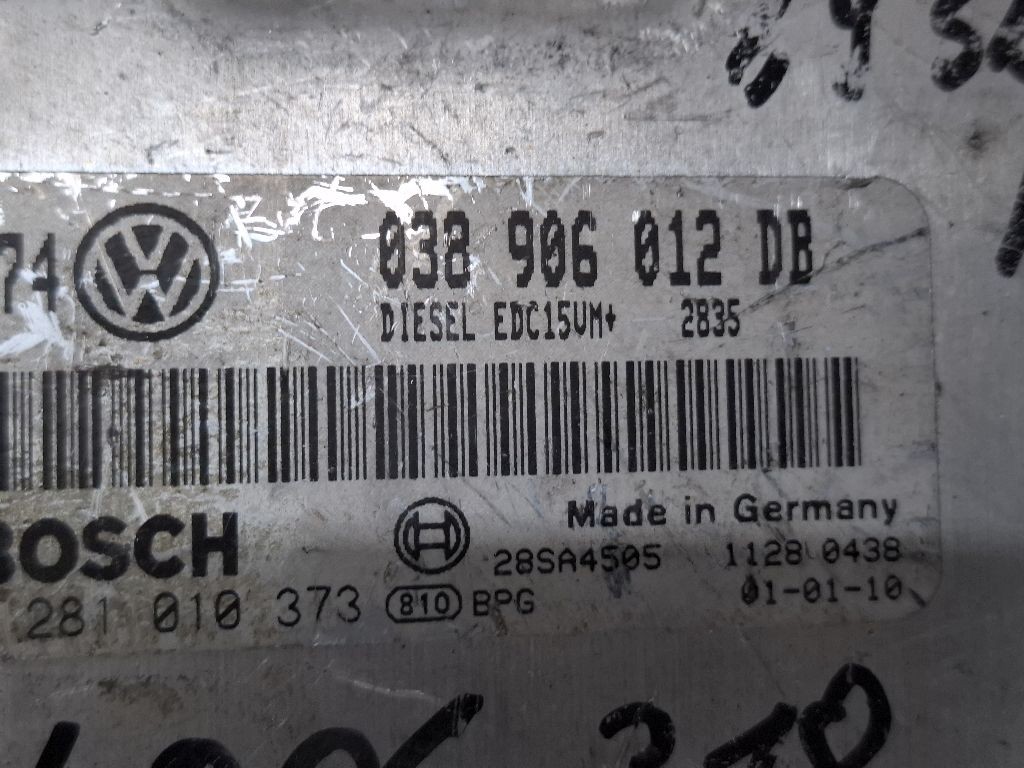 74 VW 038 906 012 DB
DIESEL EDC15VM+ 2835
BOSCH
Made in Germany
28SA4505 1128 0438
281 010 373 810 BPG 01-01-10